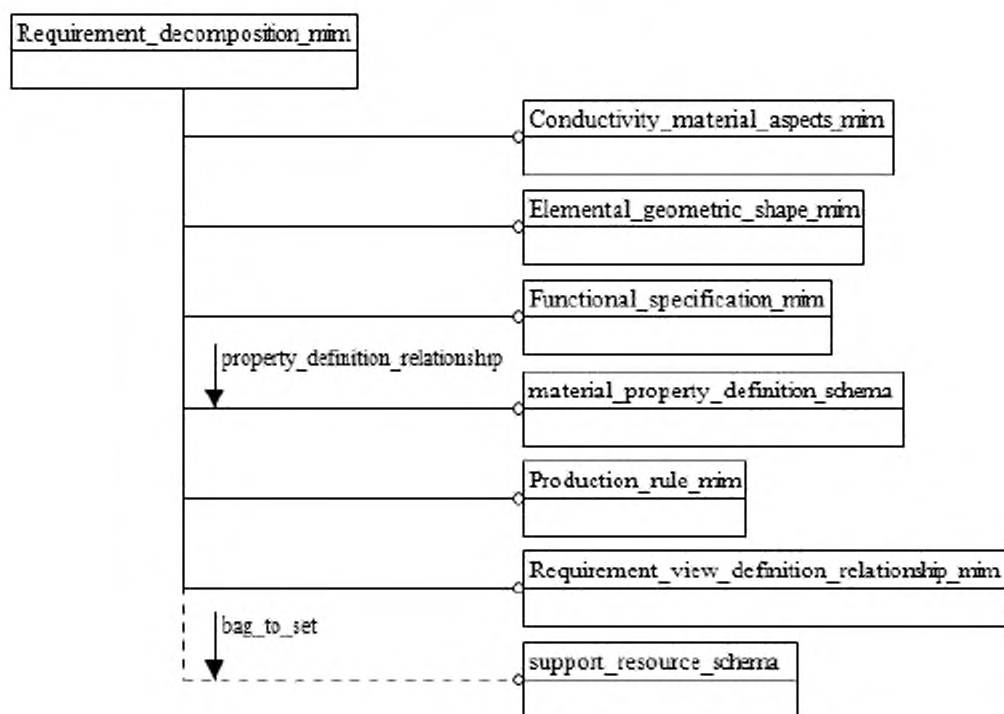 Requirement_decomposition_mim
Conductivity_material_aspects_mim
Elemental_geometric_shape_mim
Functional_specification_mim
property_definition_relationship
material_property_definition_schema
Production_rule_mim
Requirement_view_definition_relationship_mim
bag_to_set
support_resource_schema